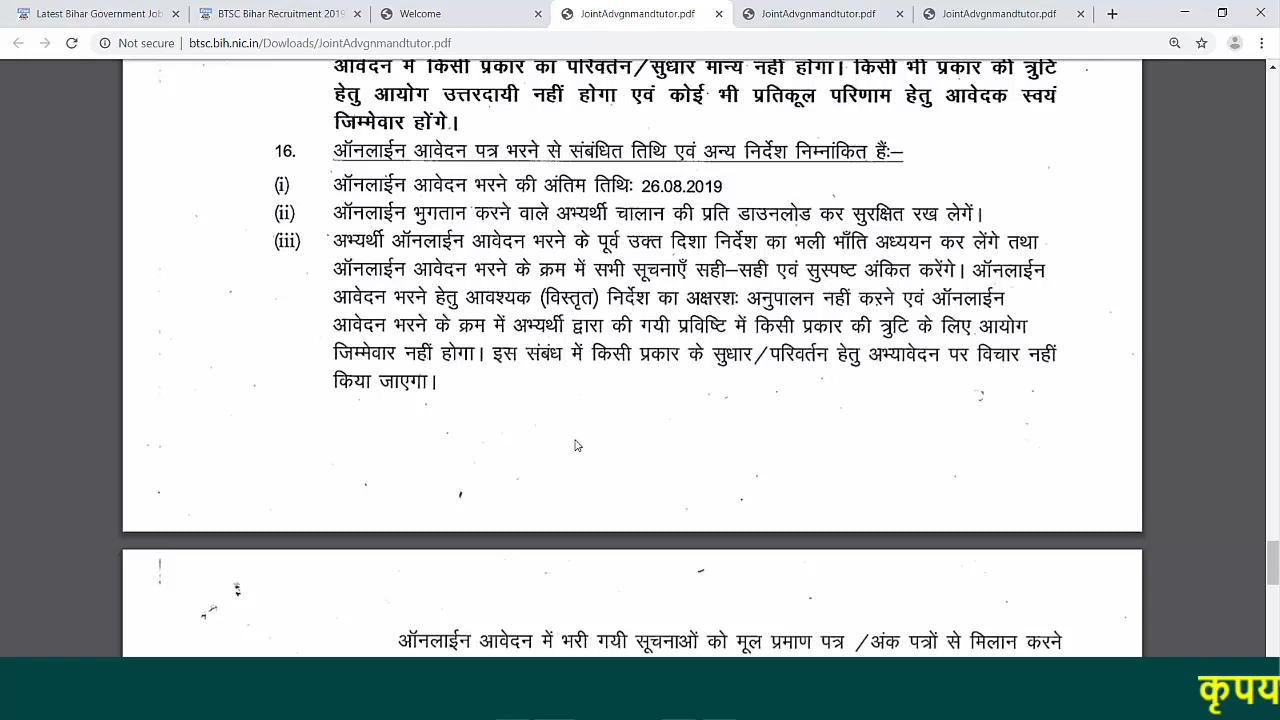 Latest Bihar Government Job
BTSC Bihar Recruitment 2019
Welcome
JointAdvgnmandtutor.pdf
JointAdvgnmandtutor.pdf
JointAdvgnmandtutor.pdf
Not secure
btsc.bih.nic.in/Dowloads/JointAdvgnmandtutor.pdf
आवेदन में किसी प्रकार का परिवर्तन/सुधार मान्य नहीं होगा। किसी भी प्रकार की त्रुटि
हेतु आयोग उत्तरदायी नहीं होगा एवं कोई भी प्रतिकूल परिणाम हेतु आवेदक स्वयं
जिम्मेवार होंगे।
16. ऑनलाईन आवेदन पत्र भरने से संबंधित तिथि एवं अन्य निर्देश निम्नांकित हैंः–
(i) ऑनलाईन आवेदन भरने की अंतिम तिथिः 26.08.2019
(ii) ऑनलाईन भुगतान करने वाले अभ्यर्थी चालान की प्रति डाउनलोड कर सुरक्षित रख लेगें।
(iii) अभ्यर्थी ऑनलाईन आवेदन भरने के पूर्व उक्त दिशा निर्देश का भली भाँति अध्ययन कर लेंगे तथा
ऑनलाईन आवेदन भरने के क्रम में सभी सूचनाएँ सही–सही एवं सुस्पष्ट अंकित करेंगे। ऑनलाईन
आवेदन भरने हेतु आवश्यक (विस्तृत) निर्देश का अक्षरशः अनुपालन नहीं करने एवं ऑनलाईन
आवेदन भरने के क्रम में अभ्यर्थी द्वारा की गयी प्रविष्टि में किसी प्रकार की त्रुटि के लिए आयोग
जिम्मेवार नहीं होगा। इस संबंध में किसी प्रकार के सुधार/परिवर्तन हेतु अभ्यावेदन पर विचार नहीं
किया जाएगा।
ऑनलाईन आवेदन में भरी गयी सूचनाओं को मूल प्रमाण पत्र /अंक पत्रों से मिलान करने
कृपय